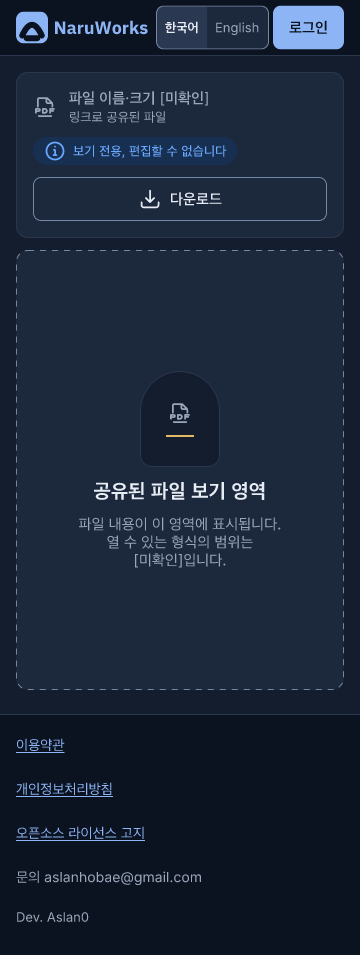 NaruWorks
한국어
English
로그인
PDF
파일 이름·크기 [미확인]
링크로 공유된 파일
보기 전용, 편집할 수 없습니다
다운로드
PDF
공유된 파일 보기 영역
파일 내용이 이 영역에 표시됩니다.
열 수 있는 형식의 범위는
[미확인]입니다.
이용약관
개인정보처리방침
오픈소스 라이선스 고지
문의 aslanhobae@gmail.com
Dev. Aslan0